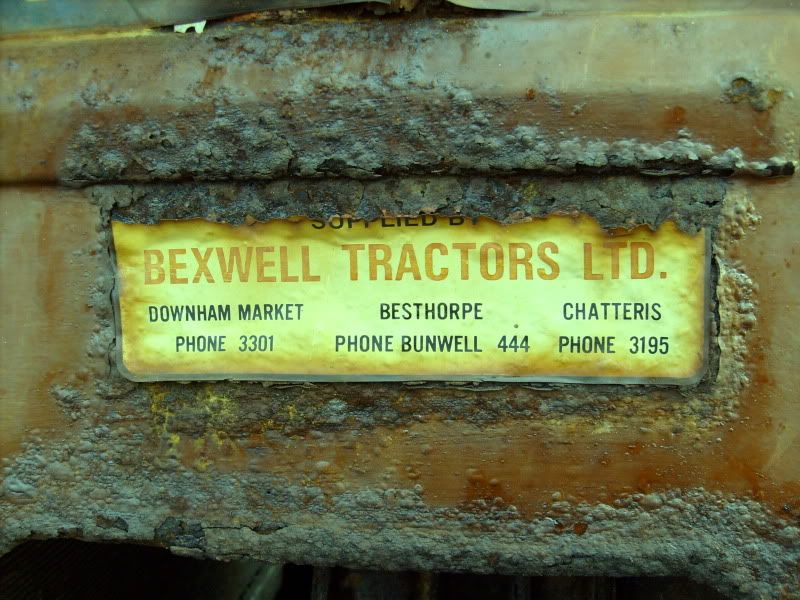 SUPPLIED BY
BEXWELL TRACTORS LTD.
DOWNHAM MARKET BESTHORPE CHATTERIS
PHONE 3301 PHONE BUNWELL 444 PHONE 3195